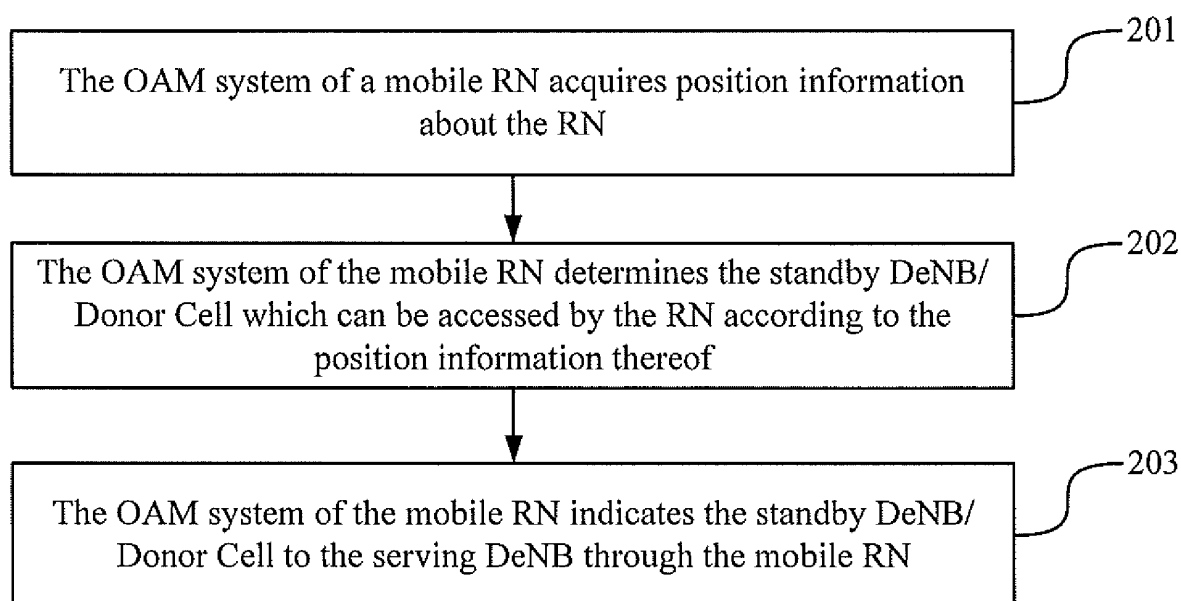 201
The OAM system of a mobile RN acquires position information
about the RN
202
The OAM system of the mobile RN determines the standby DeNB/
Donor Cell which can be accessed by the RN according to the
position information thereof
203
The OAM system of the mobile RN indicates the standby DeNB/
Donor Cell to the serving DeNB through the mobile RN